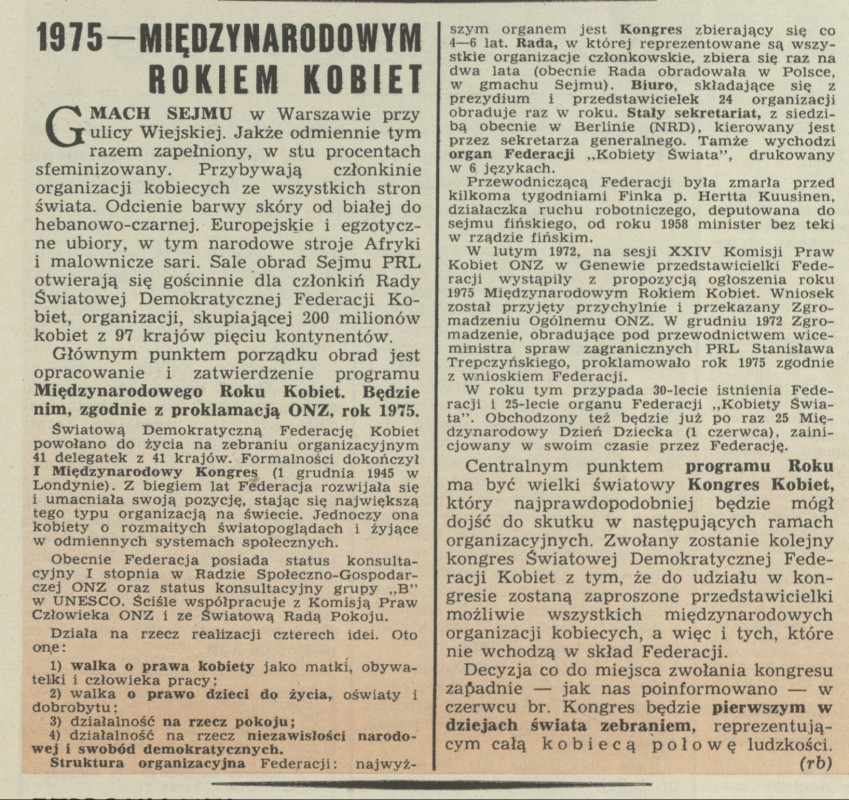 1975—MIĘDZYNARODOWYM
ROKIEM KOBIET
GMACH SEJMU w Warszawie przy
ulicy Wiejskiej. Jakże odmiennie tym
razem zapełniony, w stu procentach
sfeminizowany. Przybywają członkinie
organizacji kobiecych ze wszystkich stron
świata. Odcienie barwy skóry od białej do
hebanowo-czarnej. Europejskie i egzotycz-
ne ubiory, w tym narodowe stroje Afryki
i malownicze sari. Sale obrad Sejmu PRL
otwierają się gościnnie dla członkiń Rady
Światowej Demokratycznej Federacji Ko-
biet, organizacji, skupiającej 200 milionów
kobiet z 97 krajów pięciu kontynentów.
Głównym punktem porządku obrad jest
opracowanie i zatwierdzenie programu
Międzynarodowego Roku Kobiet. Będzie
nim, zgodnie z proklamacją ONZ, rok 1975.
Światową Demokratyczną Federację Kobiet
powołano do życia na zebraniu organizacyjnym
41 delegatek z 41 krajów. Formalności dokończył
I Międzynarodowy Kongres (1 grudnia 1945 w
Londynie). Z biegiem lat Federacja rozwijała się
i umacniała swoją pozycję, stając się największą
tego typu organizacją na świecie. Jednoczy ona
kobiety o rozmaitych światopoglądach i żyjące
w odmiennych systemach społecznych.
Obecnie Federacja posiada status konsulta-
cyjny I stopnia w Radzie Społeczno-Gospodar-
czej ONZ oraz status konsultacyjny grupy „B”
w UNESCO. Ściśle współpracuje z Komisją Praw
Człowieka ONZ i ze Światową Radą Pokoju.
Działa na rzecz realizacji czterech idei. Oto
one:
1) walka o prawa kobiety jako matki, obywa-
telki i człowieka pracy;
2) walka o prawo dzieci do życia, oświaty i
dobrobytu;
3) działalność na rzecz pokoju;
4) działalność na rzecz niezawisłości narodo-
wej i swobód demokratycznych.
Struktura organizacyjna Federacji: najwyż-
szym organem jest Kongres zbierający się co
4—6 lat. Rada, w której reprezentowane są wszy-
stkie organizacje członkowskie, zbiera się raz na
dwa lata (obecnie Rada obradowała w Polsce,
w gmachu Sejmu). Biuro, składające się z
prezydium i przedstawicielek 24 organizacji
obraduje raz w roku. Stały sekretariat, z siedzi-
bą obecnie w Berlinie (NRD), kierowany jest
przez sekretarza generalnego. Tamże wychodzi
organ Federacji „Kobiety Świata”, drukowany
w 6 językach.
Przewodniczącą Federacji była zmarła przed
kilkoma tygodniami Finka p. Hertta Kuusinen,
działaczka ruchu robotniczego, deputowana do
sejmu fińskiego, od roku 1958 minister bez teki
w rządzie fińskim.
W lutym 1972, na sesji XXIV Komisji Praw
Kobiet ONZ w Genewie przedstawicielki Fede-
racji wystąpiły z propozycją ogłoszenia roku
1975 Międzynarodowym Rokiem Kobiet. Wniosek
został przyjęty przychylnie i przekazany Zgro-
madzeniu Ogólnemu ONZ. W grudniu 1972 Zgro-
madzenie, obradujące pod przewodnictwem wice-
ministra spraw zagranicznych PRL Stanisława
Trepczyńskiego, proklamowało rok 1975 zgodnie
z wnioskiem Federacji.
W roku tym przypada 30-lecie istnienia Fede-
racji i 25-lecie organu Federacji „Kobiety Świa-
ta”. Obchodzony też będzie już po raz 25 Mię-
dzynarodowy Dzień Dziecka (1 czerwca), zaini-
cjowany w swoim czasie przez Federację.
Centralnym punktem programu Roku
ma być wielki światowy Kongres Kobiet,
który najprawdopodobniej będzie mógł
dojść do skutku w następujących ramach
organizacyjnych. Zwołany zostanie kolejny
kongres Światowej Demokratycznej Fede-
racji Kobiet z tym, że do udziału w kon-
gresie zostaną zaproszone przedstawicielki
możliwie wszystkich międzynarodowych
organizacji kobiecych, a więc i tych, które
nie wchodzą w skład Federacji.
Decyzja co do miejsca zwołania kongresu
zapadnie — jak nas poinformowano — w
czerwcu br. Kongres będzie pierwszym w
dziejach świata zebraniem, reprezentują-
cym całą kobiecą połowę ludzkości.
(rb)